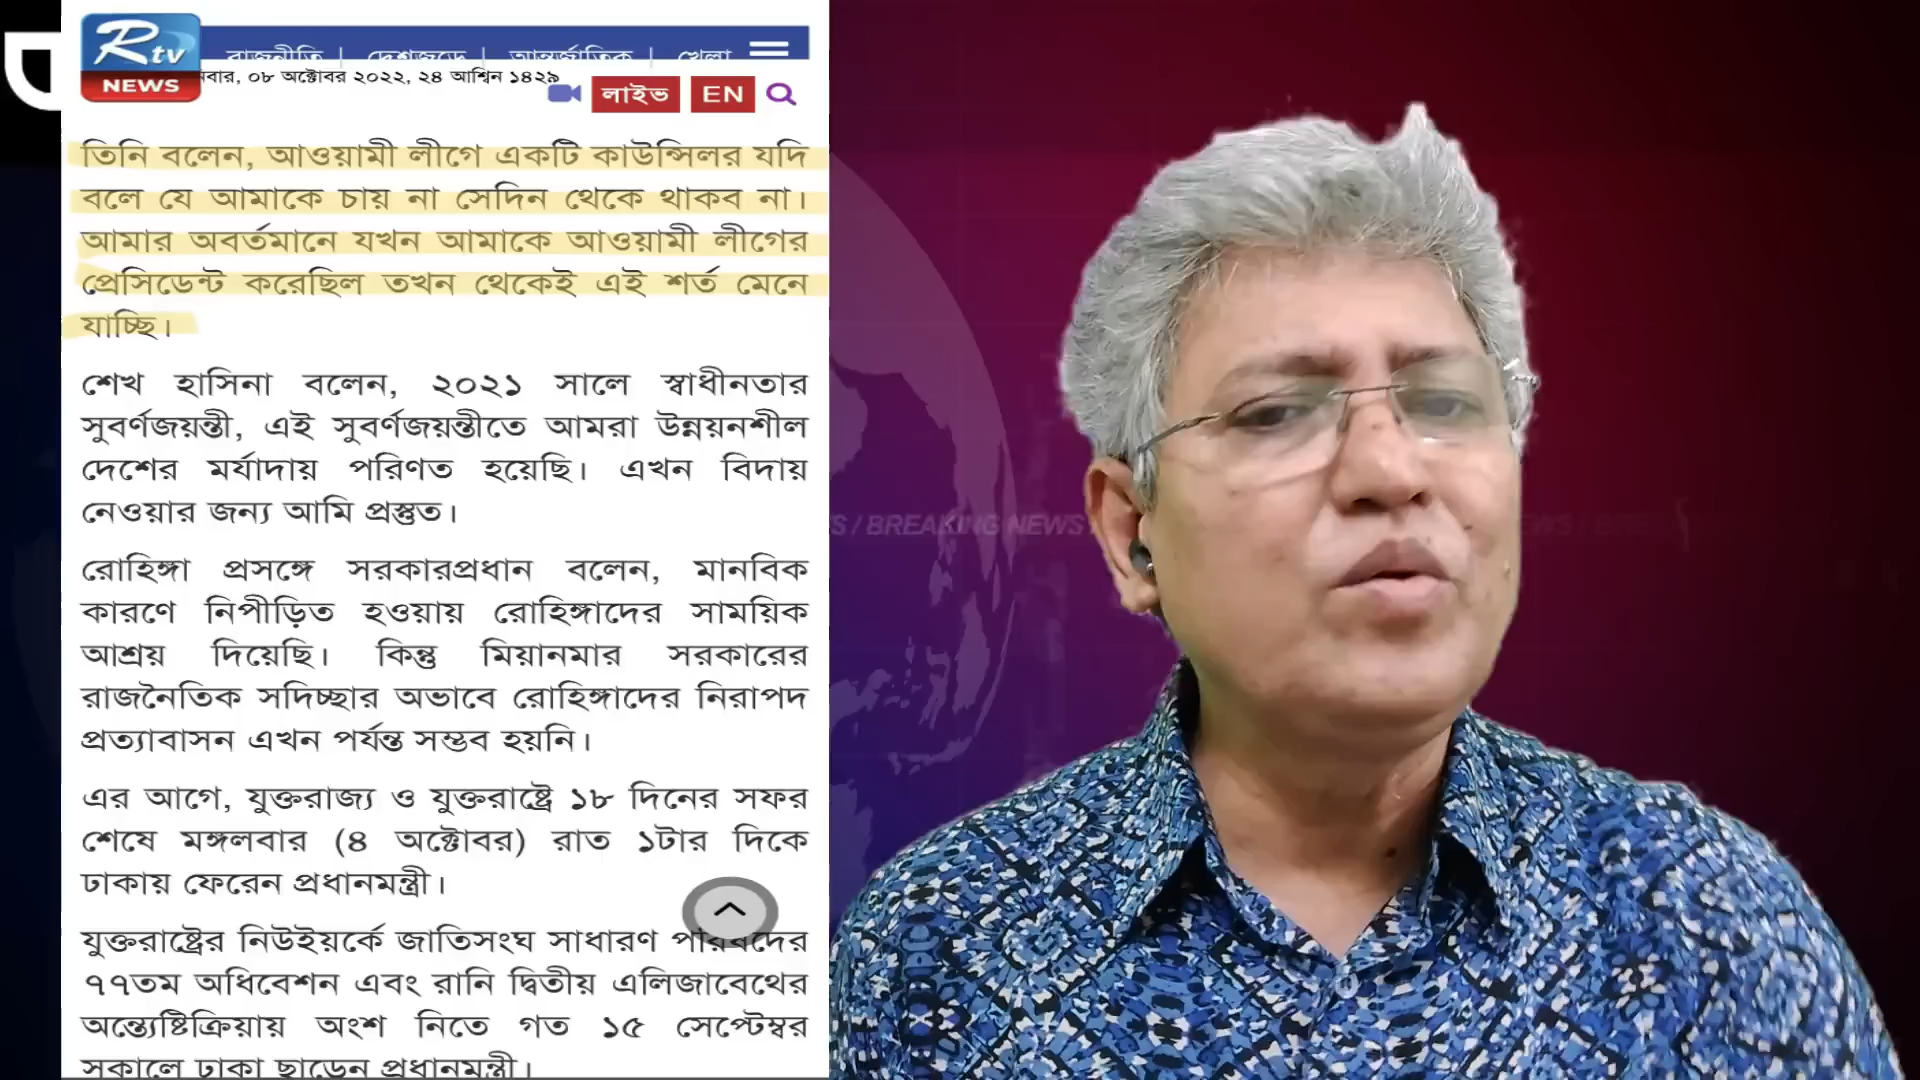 Rtv
NEWS
রাজনীতি | দেশজুড়ে | আন্তর্জাতিক | খেলা
বার, ০৮ অক্টোবর ২০২২, ২৪ আশ্বিন ১৪২৯
লাইভ EN
তিনি বলেন, আওয়ামী লীগে একটি কাউন্সিলর যদি
বলে যে আমাকে চায় না সেদিন থেকে থাকব না।
আমার অবর্তমানে যখন আমাকে আওয়ামী লীগের
প্রেসিডেন্ট করেছিল তখন থেকেই এই শর্ত মেনে
যাচ্ছি।
শেখ হাসিনা বলেন, ২০২১ সালে স্বাধীনতার
সুবর্ণজয়ন্তী, এই সুবর্ণজয়ন্তীতে আমরা উন্নয়নশীল
দেশের মর্যাদায় পরিণত হয়েছি। এখন বিদায়
নেওয়ার জন্য আমি প্রস্তুত।
রোহিঙ্গা প্রসঙ্গে সরকারপ্রধান বলেন, মানবিক
কারণে নিপীড়িত হওয়ায় রোহিঙ্গাদের সাময়িক
আশ্রয় দিয়েছি। কিন্তু মিয়ানমার সরকারের
রাজনৈতিক সদিচ্ছার অভাবে রোহিঙ্গাদের নিরাপদ
প্রত্যাবাসন এখন পর্যন্ত সম্ভব হয়নি।
এর আগে, যুক্তরাজ্য ও যুক্তরাষ্ট্রে ১৮ দিনের সফর
শেষে মঙ্গলবার (৪ অক্টোবর) রাত ১টার দিকে
ঢাকায় ফেরেন প্রধানমন্ত্রী।
যুক্তরাষ্ট্রের নিউইয়র্কে জাতিসংঘ সাধারণ পরিষদের
৭৭তম অধিবেশন এবং রানি দ্বিতীয় এলিজাবেথের
অন্ত্যেষ্টিক্রিয়ায় অংশ নিতে গত ১৫ সেপ্টেম্বর
সকালে ঢাকা ছাড়েন প্রধানমন্ত্রী।
S / BREAKING NEWS